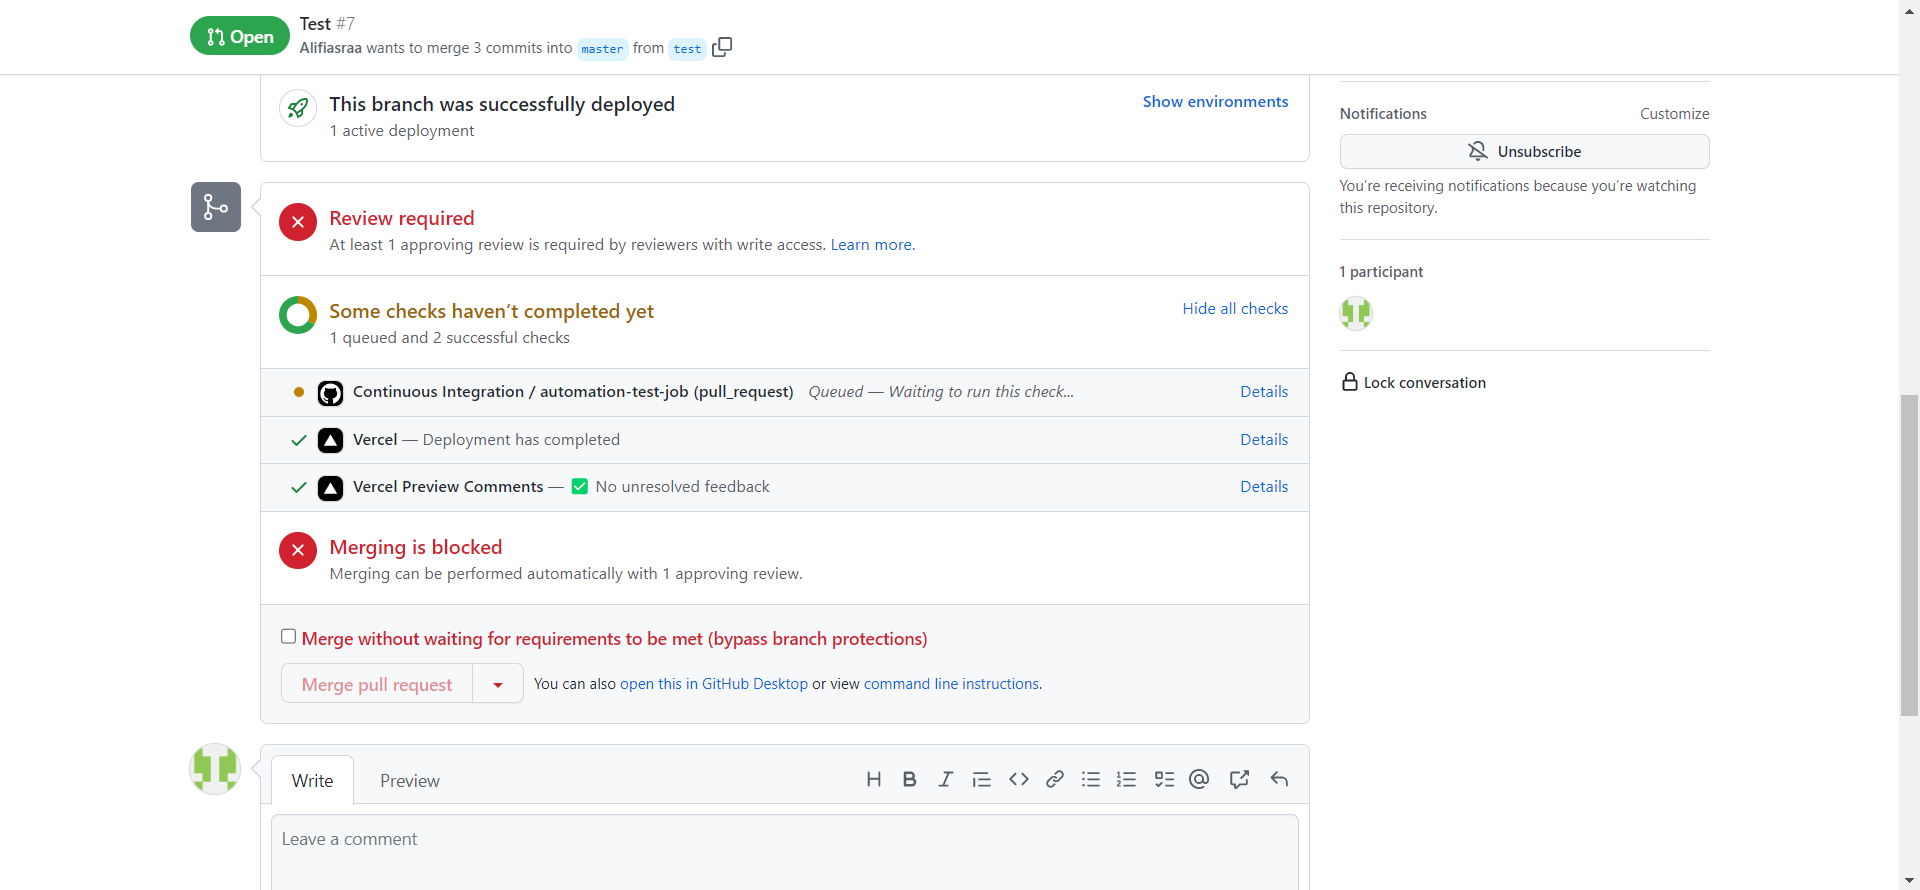 Open
Test #7
Alifiasraa wants to merge 3 commits into master from test
This branch was successfully deployed
Show environments
1 active deployment
Review required
At least 1 approving review is required by reviewers with write access. Learn more.
Some checks haven’t completed yet
Hide all checks
1 queued and 2 successful checks
Continuous Integration / automation-test-job (pull_request) Queued — Waiting to run this check...
Details
Vercel — Deployment has completed
Details
Vercel Preview Comments — ✅ No unresolved feedback
Details
Merging is blocked
Merging can be performed automatically with 1 approving review.
Merge without waiting for requirements to be met (bypass branch protections)
Merge pull request
You can also open this in GitHub Desktop or view command line instructions.
Write
Preview
Leave a comment
Notifications
Customize
Unsubscribe
You’re receiving notifications because you’re watching
this repository.
1 participant
Lock conversation